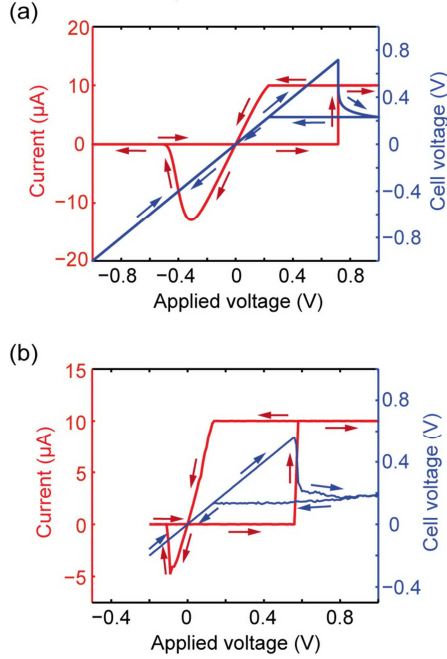 (a)
20
10
0
−10
−20
Current (μA)
0.8
0.4
0
−0.4
−0.8
Cell voltage (V)
−0.8 −0.4 0 0.4 0.8
Applied voltage (V)
(b)
15
10
5
0
−5
Current (μA)
0.8
0.4
0
−0.4
Cell voltage (V)
−0.4 0 0.4 0.8
Applied voltage (V)